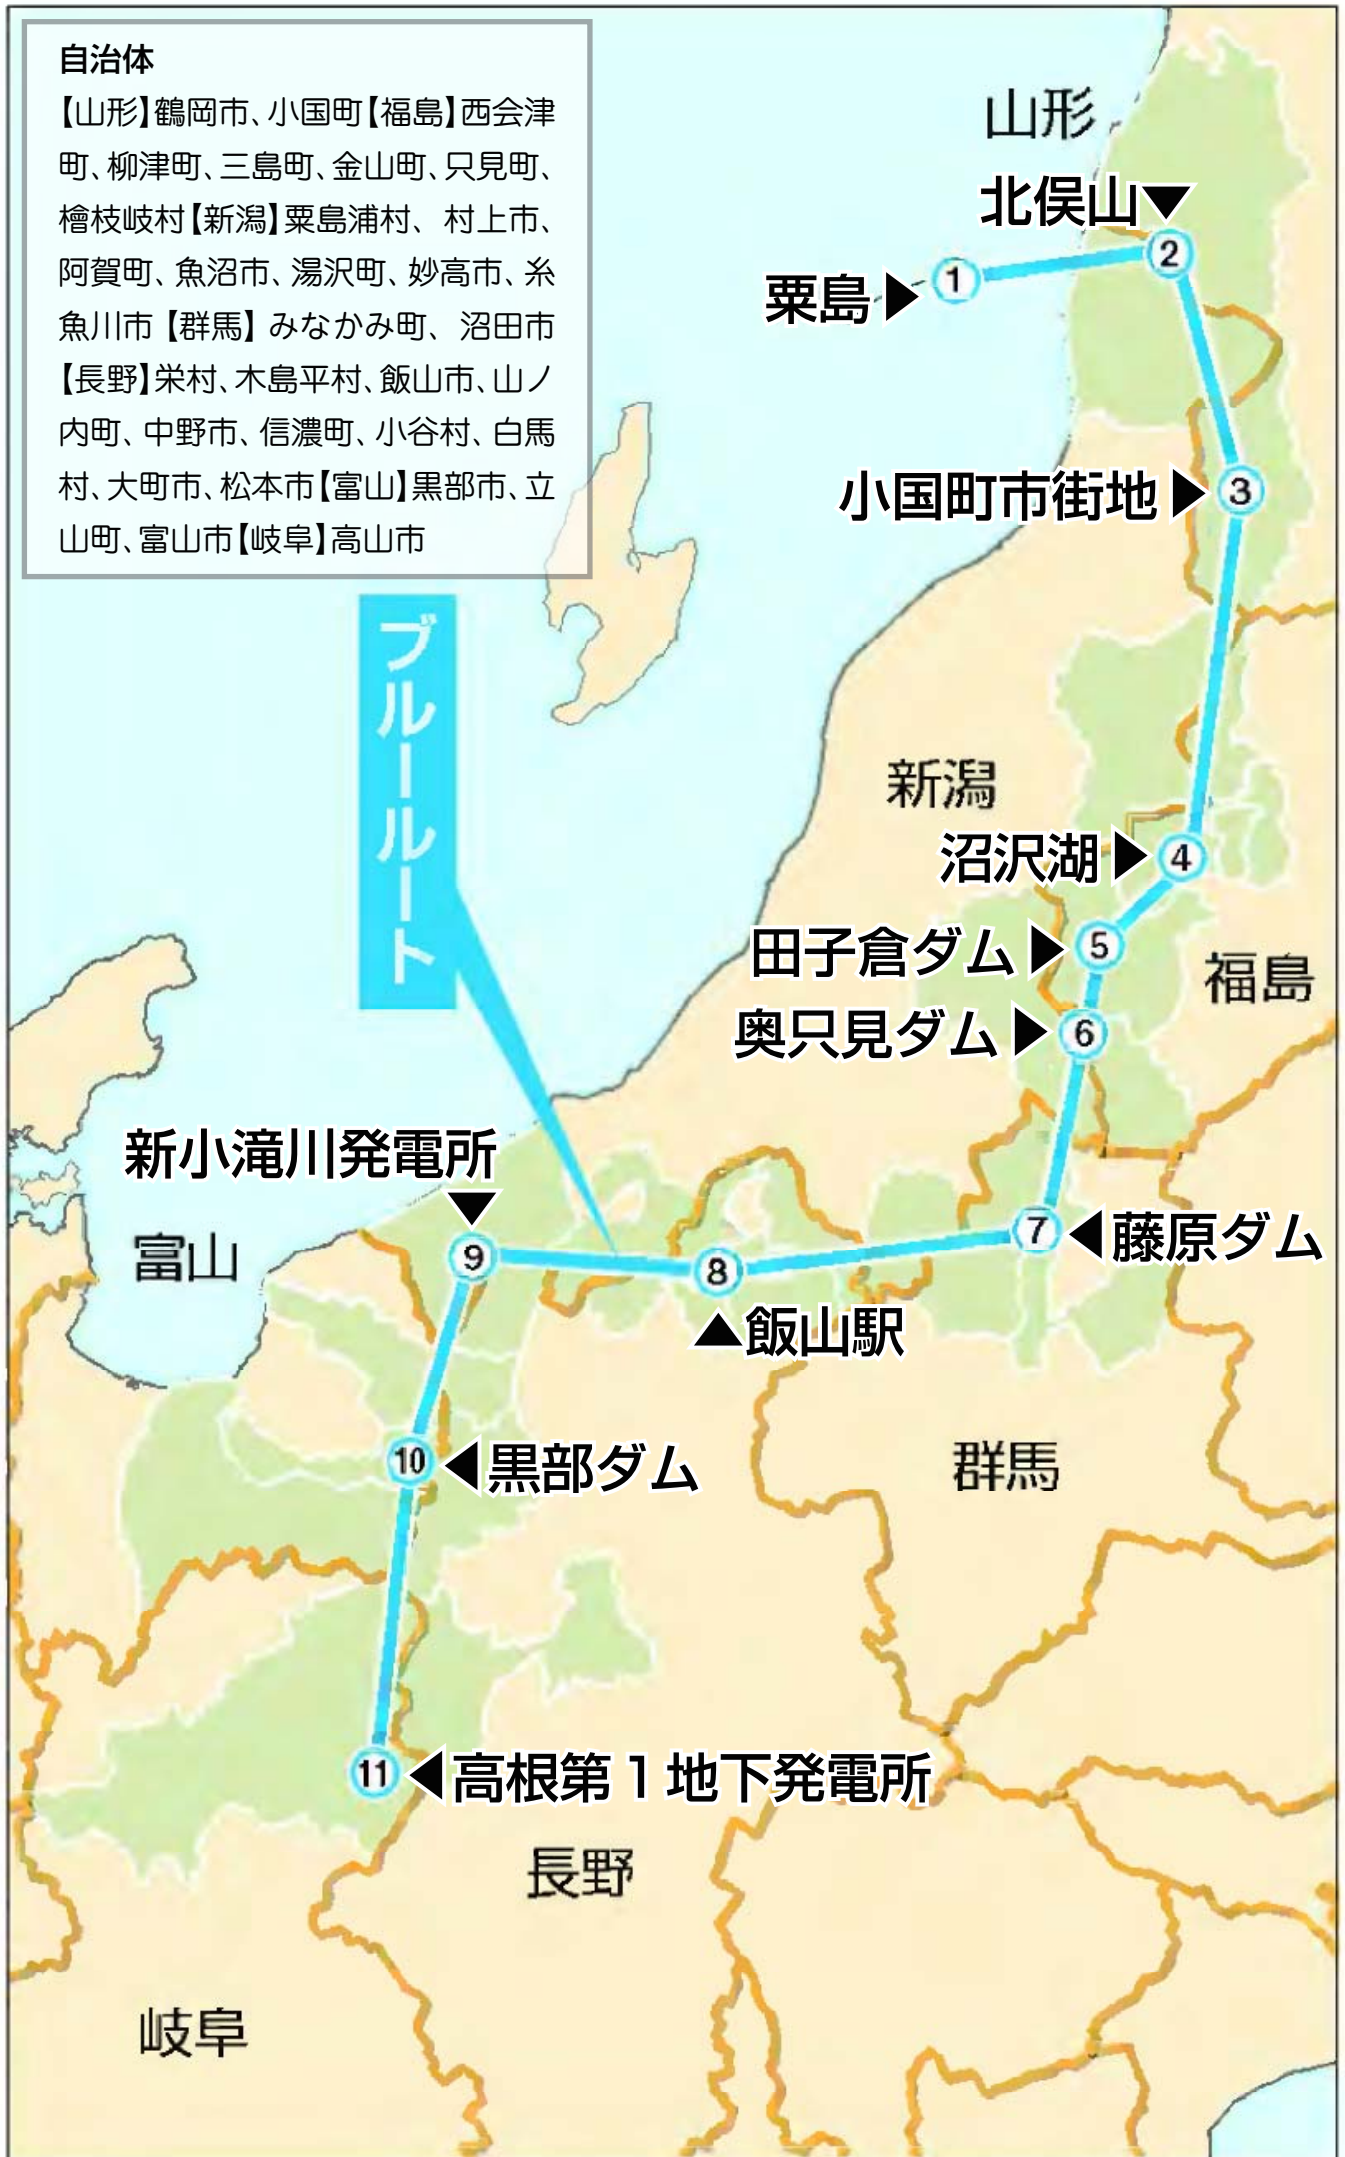 自治体
【山形】鶴岡市、小国町【福島】西会津
町、柳津町、三島町、金山町、只見町、
檜枝岐村【新潟】粟島浦村、村上市、
阿賀町、魚沼市、湯沢町、妙高市、糸
魚川市【群馬】みなかみ町、沼田市
【長野】栄村、木島平村、飯山市、山ノ
内町、中野市、信濃町、小谷村、白馬
村、大町市、松本市【富山】黒部市、立
山町、富山市【岐阜】高山市
山形
北俣山▼
②
粟島▶
①
小国町市街地▶
③
ブルールート
新潟
沼沢湖▶
④
田子倉ダム▶
⑤
福島
奥只見ダム▶
⑥
新小滝川発電所
▼
富山
⑨
⑧
⑦
◀藤原ダム
▲飯山駅
⑩
◀黒部ダム
群馬
⑪
◀高根第1地下発電所
長野
岐阜